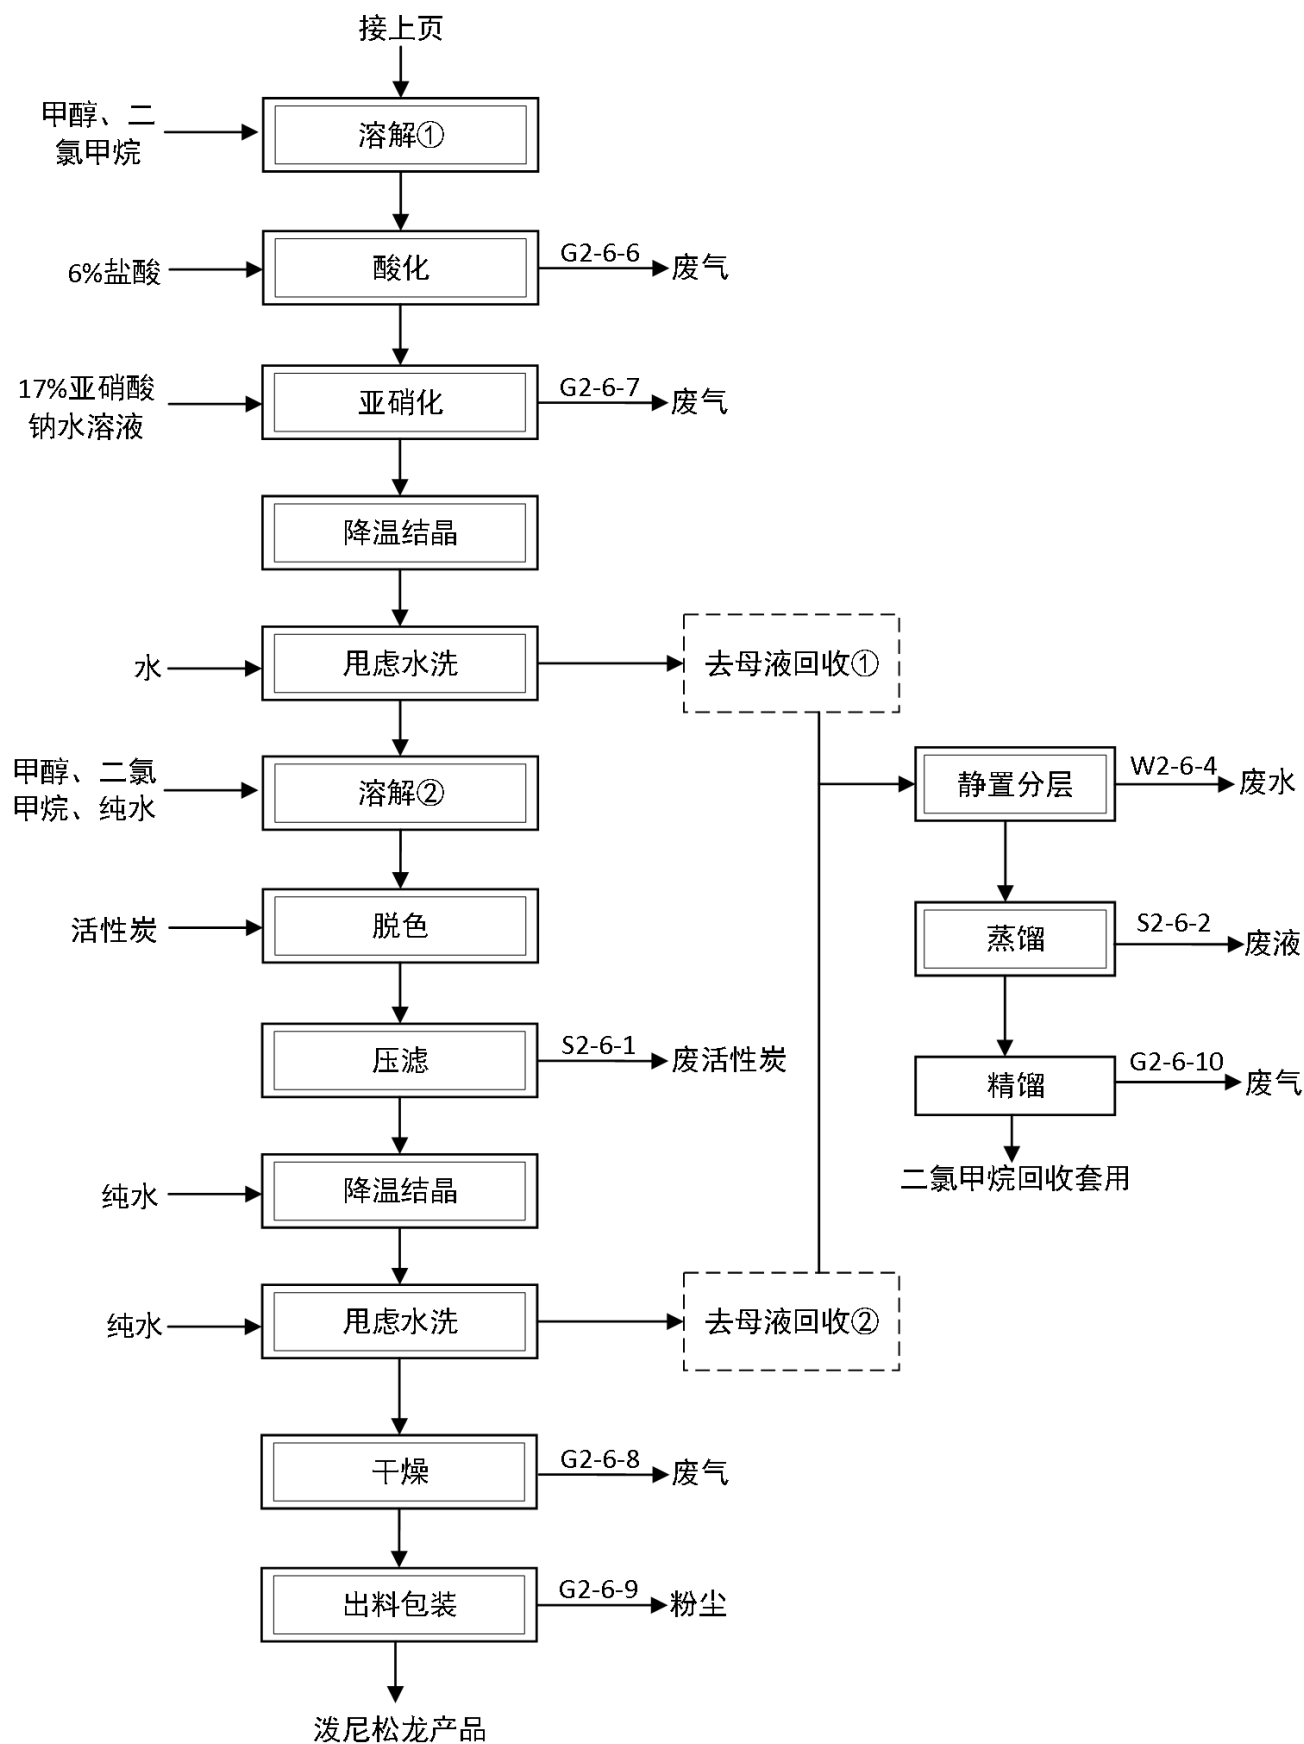 接上页
甲醇、二
氯甲烷
溶解①
6%盐酸
酸化
G2-6-6
废气
17%亚硝酸
钠水溶液
亚硝化
G2-6-7
废气
降温结晶
水
甩虑水洗
去母液回收①
甲醇、二氯
甲烷、纯水
溶解②
静置分层
W2-6-4
废水
活性炭
脱色
蒸馏
S2-6-2
废液
压滤
S2-6-1
废活性炭
精馏
G2-6-10
废气
二氯甲烷回收套用
纯水
降温结晶
纯水
甩虑水洗
去母液回收②
干燥
G2-6-8
废气
出料包装
G2-6-9
粉尘
泼尼松龙产品